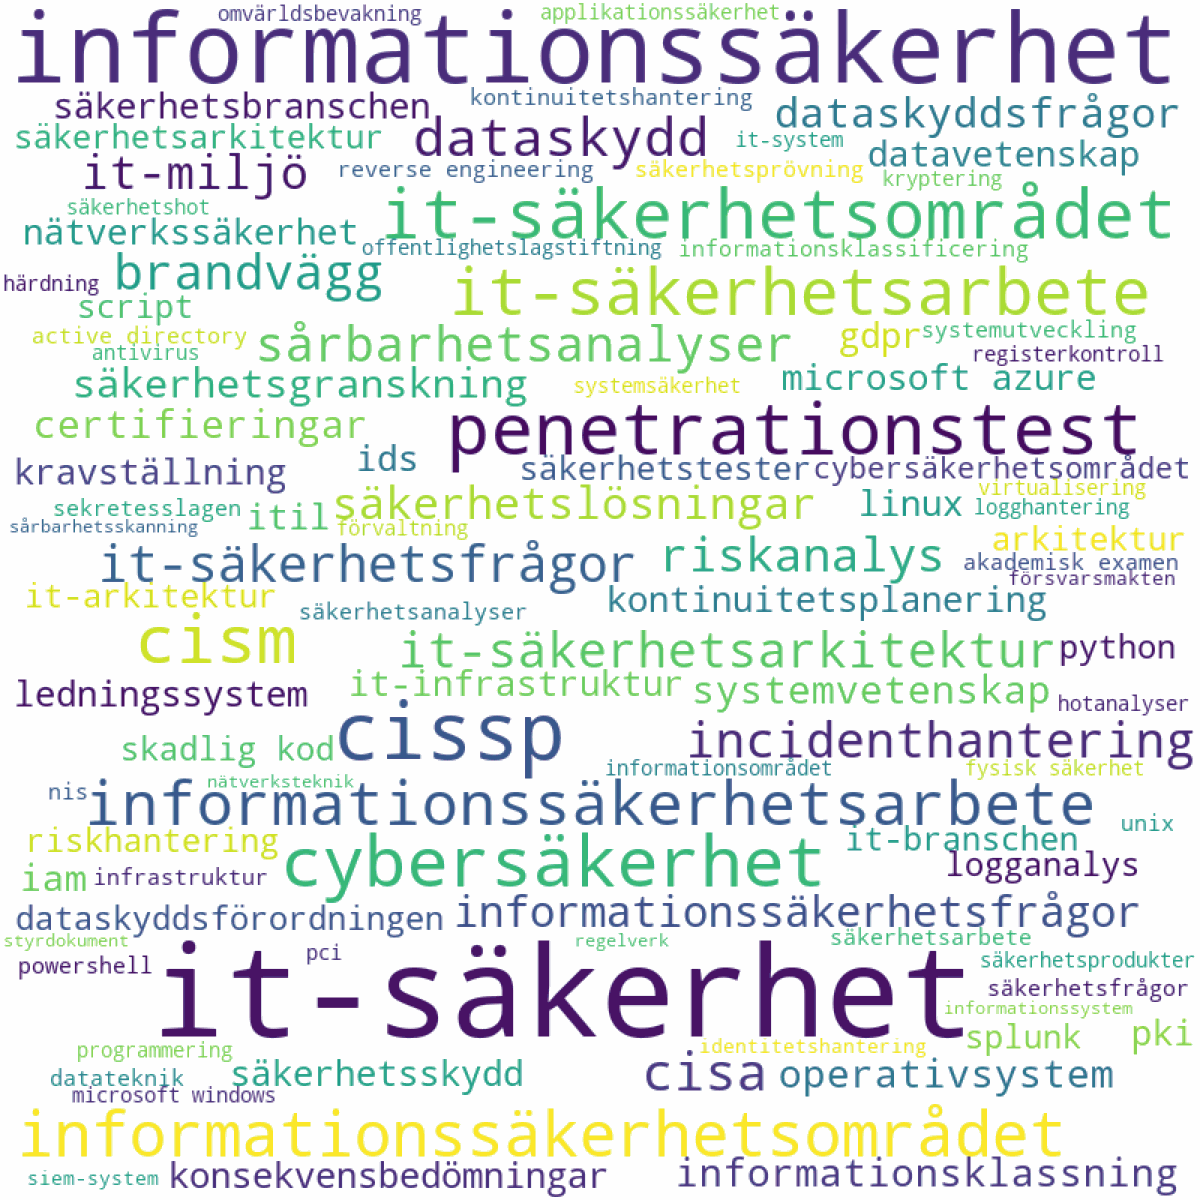 omvärldsbevakning
applikationssäkerhet
informationssäkerhet
säkerhetsbranschen
kontinuitetshantering
dataskyddsfrågor
säkerhetsarkitektur
dataskydd
it-system
datavetenskap
it-miljö
reverse engineering
säkerhetsprövning
kryptering
säkerhetshot
it-säkerhetsområdet
nätverkssäkerhet
offentlighetslagstiftning
informationsklassificering
härdning
brandvägg
it-säkerhetsarbete
script
active directory
sårbarhetsanalyser
gdpr
systemutveckling
antivirus
registerkontroll
säkerhetsgranskning
systemsäkerhet
microsoft azure
certifieringar
penetrationstest
kravställning
ids
säkerhetstester
cybersäkerhetsområdet
virtualisering
sekretesslagen
itil
säkerhetslösningar
linux
logghantering
sårbarhetsskanning
förvaltning
arkitektur
it-säkerhetsfrågor
riskanalys
akademisk examen
försvarsmakten
it-arkitektur
säkerhetsanalyser
kontinuitetsplanering
cism
it-säkerhetsarkitektur
python
ledningssystem
it-infrastruktur
systemvetenskap
hotanalyser
skadlig kod
cissp
incidenthantering
nätverksteknik
informationsområdet
fysisk säkerhet
nis
informationssäkerhetsarbete
unix
riskhantering
cybersäkerhet
it-branschen
logganalys
iam
infrastruktur
dataskyddsförordningen
informationssäkerhetsfrågor
styrdokument
regelverk
säkerhetsarbete
powershell
pci
it-säkerhet
säkerhetsprodukter
säkerhetsfrågor
informationssystem
splunk
pki
programmering
identitetshantering
datateknik
säkerhetsskydd
cisa
operativsystem
microsoft windows
informationssäkerhetsområdet
siem-system
konsekvensbedömningar
informationsklassning